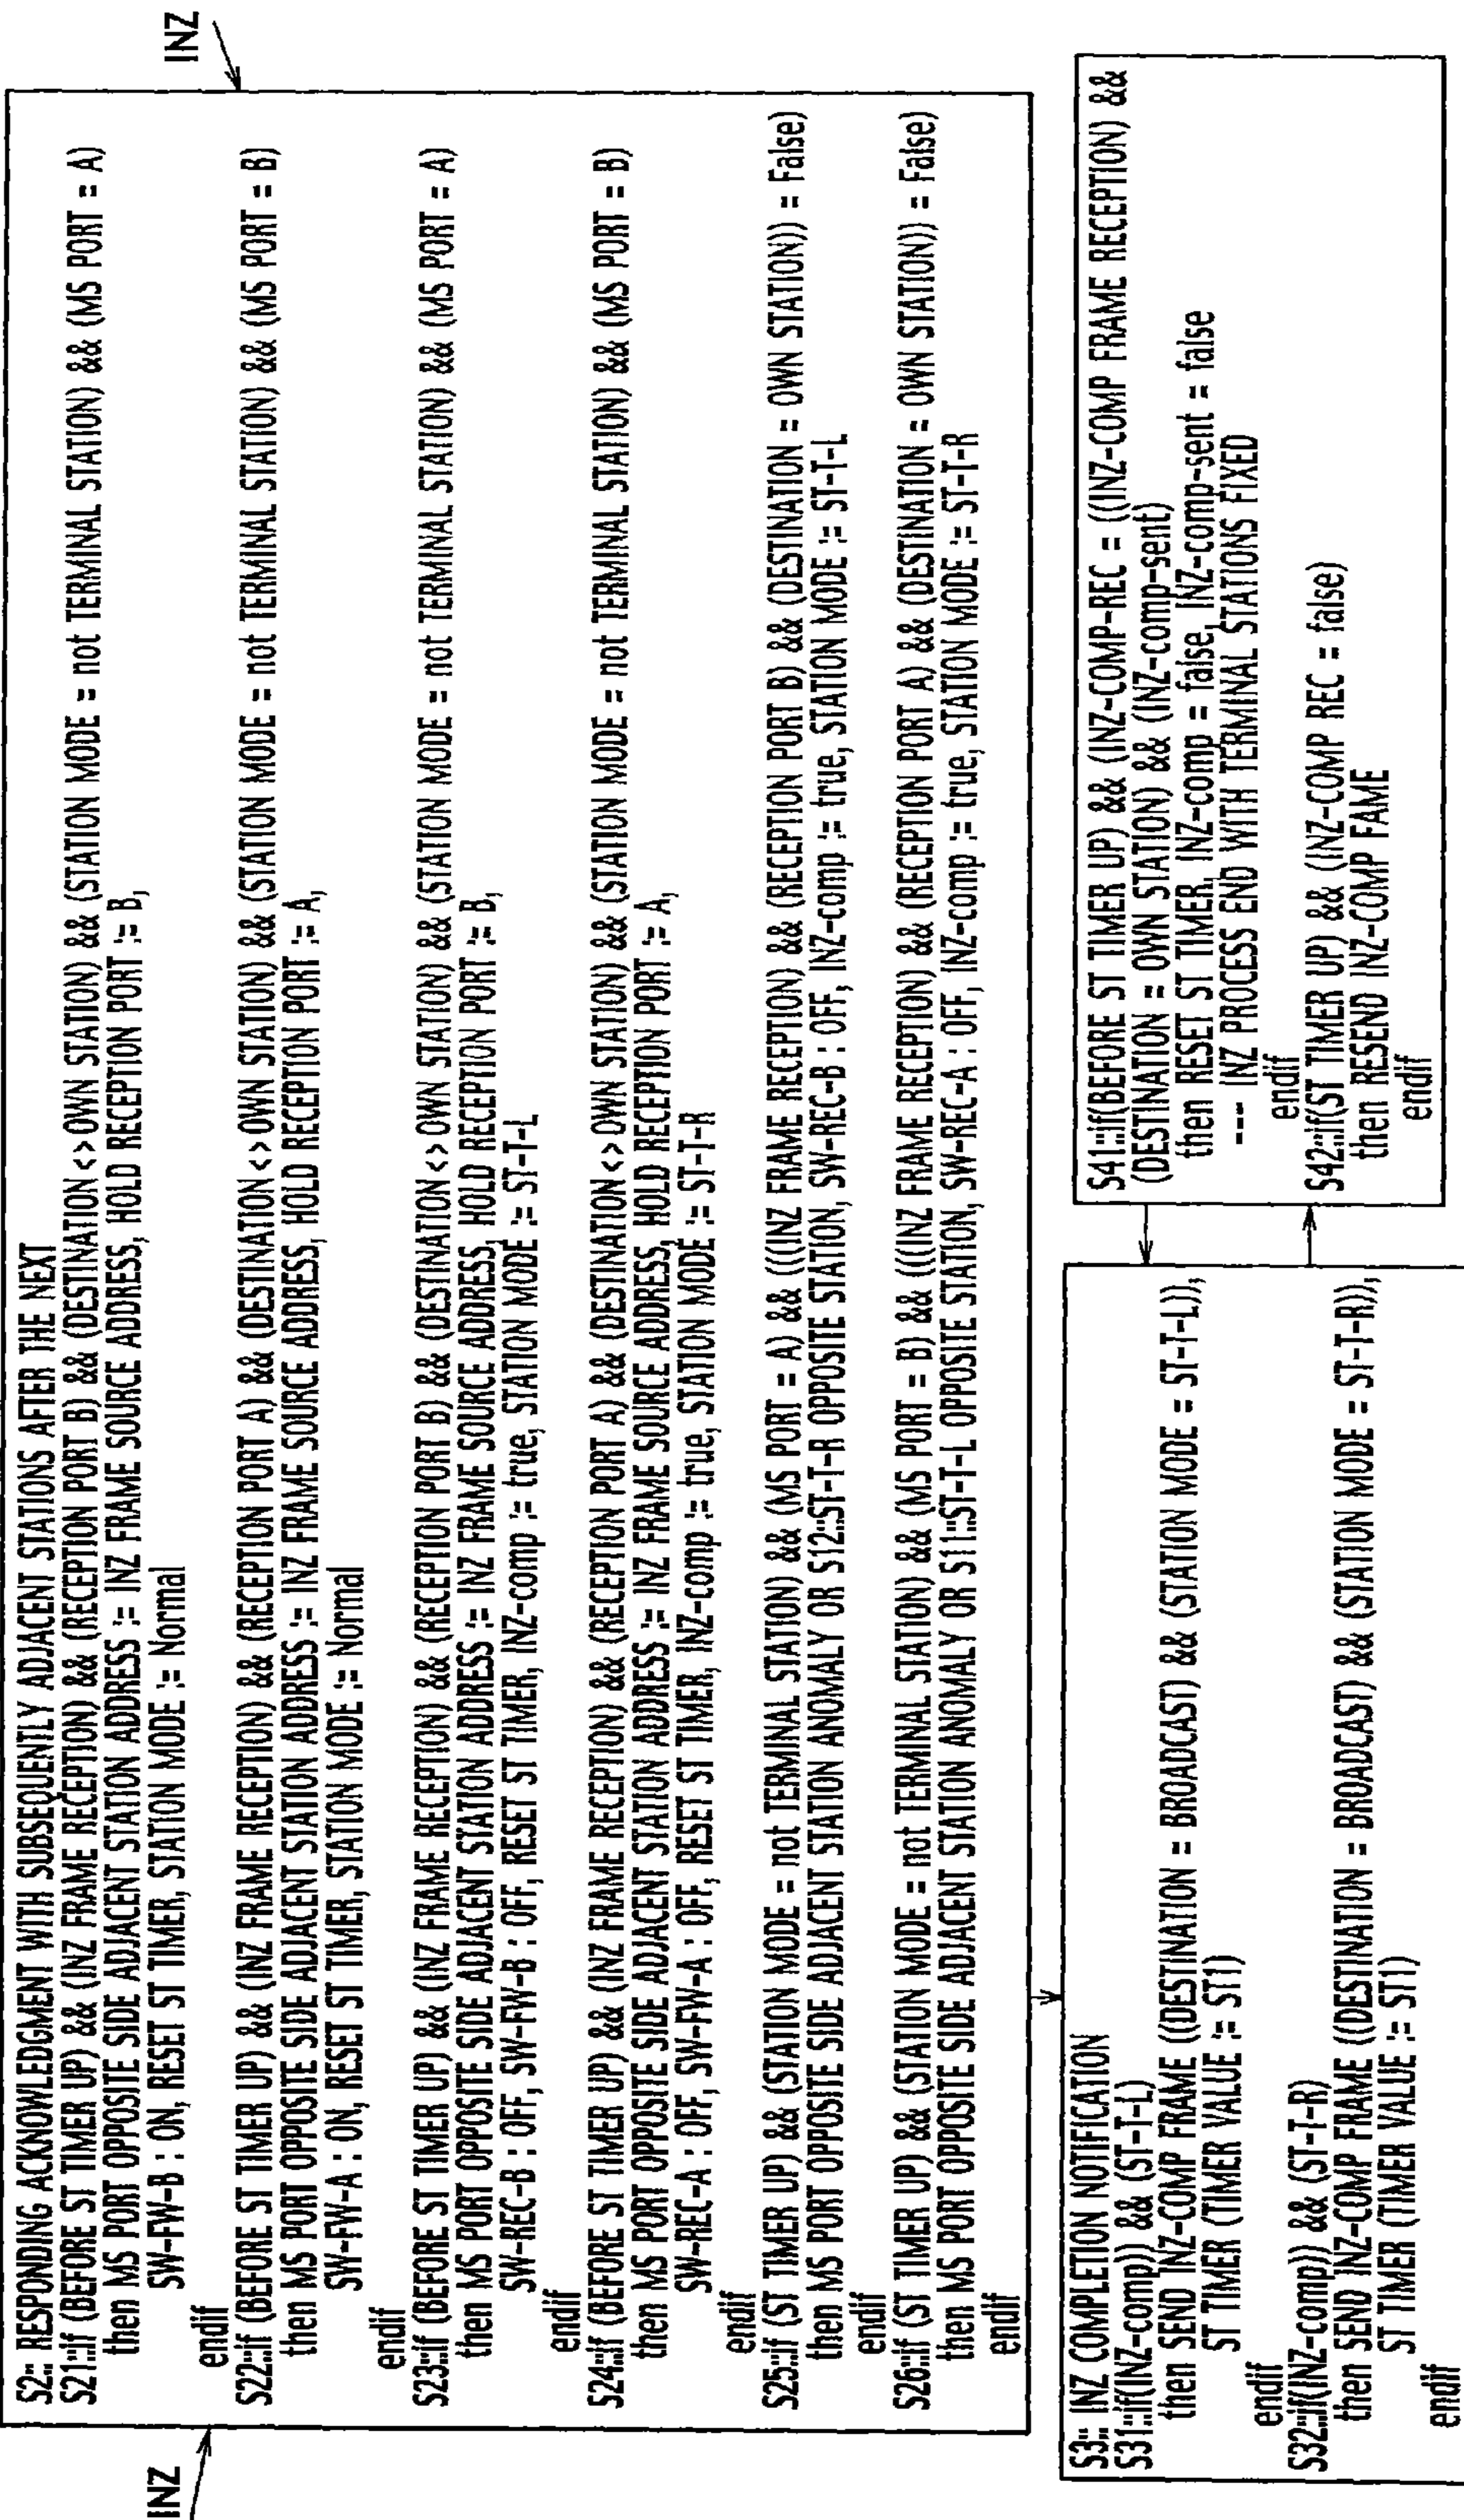 INZ
INZ
S2:: RESPONDING ACKNOWLEDGMENT WITH SUBSEQUENTLY ADJACENT STATIONS AFTER THE NEXT
S21::if (BEFORE ST TIMER UP) && (INZ FRAME RECEPTION) && (RECEPTION PORT B) && (DESTINATION <> OWN STATION) && (STATION MODE = not TERMINAL STATION) && (MS PORT = A)
then MS PORT OPPOSITE SIDE ADJACENT STATION ADDRESS := INZ FRAME SOURCE ADDRESS, HOLD RECEPTION PORT := B,
SW-FW-B : ON, RESET ST TIMER, STATION MODE := Normal
endif
S22::if (BEFORE ST TIMER UP) && (INZ FRAME RECEPTION) && (RECEPTION PORT A) && (DESTINATION <> OWN STATION) && (STATION MODE = not TERMINAL STATION) && (MS PORT = B)
then MS PORT OPPOSITE SIDE ADJACENT STATION ADDRESS := INZ FRAME SOURCE ADDRESS, HOLD RECEPTION PORT := A,
SW-FW-A : ON, RESET ST TIMER, STATION MODE := Normal
endif
S23::if (BEFORE ST TIMER UP) && (INZ FRAME RECEPTION) && (RECEPTION PORT B) && (DESTINATION <> OWN STATION) && (STATION MODE = not TERMINAL STATION) && (MS PORT = A)
then MS PORT OPPOSITE SIDE ADJACENT STATION ADDRESS := INZ FRAME SOURCE ADDRESS, HOLD RECEPTION PORT := B,
SW-REC-B : OFF, SW-FW-B : OFF, RESET ST TIMER, INZ-comp := true, STATION MODE := ST-T-L
endif
S24::if (BEFORE ST TIMER UP) && (INZ FRAME RECEPTION) && (RECEPTION PORT A) && (DESTINATION <> OWN STATION) && (STATION MODE = not TERMINAL STATION) && (MS PORT = B)
then MS PORT OPPOSITE SIDE ADJACENT STATION ADDRESS := INZ FRAME SOURCE ADDRESS, HOLD RECEPTION PORT := A,
SW-REC-A : OFF, SW-FW-A : OFF, RESET ST TIMER, INZ-comp := true, STATION MODE := ST-T-R
endif
S25::if (ST TIMER UP) && (STATION MODE = not TERMINAL STATION) && (MS PORT = A) && (((INZ FRAME RECEPTION) && (RECEPTION PORT B) && (DESTINATION = OWN STATION)) = False)
then MS PORT OPPOSITE SIDE ADJACENT STATION ANOMALY OR S12::ST-T-R OPPOSITE STATION, SW-REC-B : OFF, INZ-comp := true, STATION MODE := ST-T-L
endif
S26::if (ST TIMER UP) && (STATION MODE = not TERMINAL STATION) && (MS PORT = B) && (((INZ FRAME RECEPTION) && (RECEPTION PORT A) && (DESTINATION = OWN STATION)) = False)
then MS PORT OPPOSITE SIDE ADJACENT STATION ANOMALY OR S11::ST-T-L OPPOSITE STATION, SW-REC-A : OFF, INZ-comp := true, STATION MODE := ST-T-R
endif
S3:: INZ COMPLETION NOTIFICATION
S31::if(INZ-comp)) && (ST-T-L)
then SEND INZ-COMP FRAME ((DESTINATION = BROADCAST) && (STATION MODE = ST-T-L)),
ST TIMER (TIMER VALUE := ST1)
endif
S32::if(INZ-comp)) && (ST-T-R)
then SEND INZ-COMP FRAME ((DESTINATION = BROADCAST) && (STATION MODE = ST-T-R)),
ST TIMER (TIMER VALUE := ST1)
endif
S41::if(BEFORE ST TIMER UP) && (INZ-COMP-REC = ((INZ-COMP FRAME RECEPTION) &&
(DESTINATION = OWN STATION) && (INZ-comp-sent)
then RESET ST TIMER, INZ-comp = false, INZ-comp-sent = false
--- INZ PROCESS END WITH TERMINAL STATIONS FIXED
endif
S42::if(ST TIMER UP) && (INZ-COMP REC = false)
then RESEND INZ-COMP FAME
endif